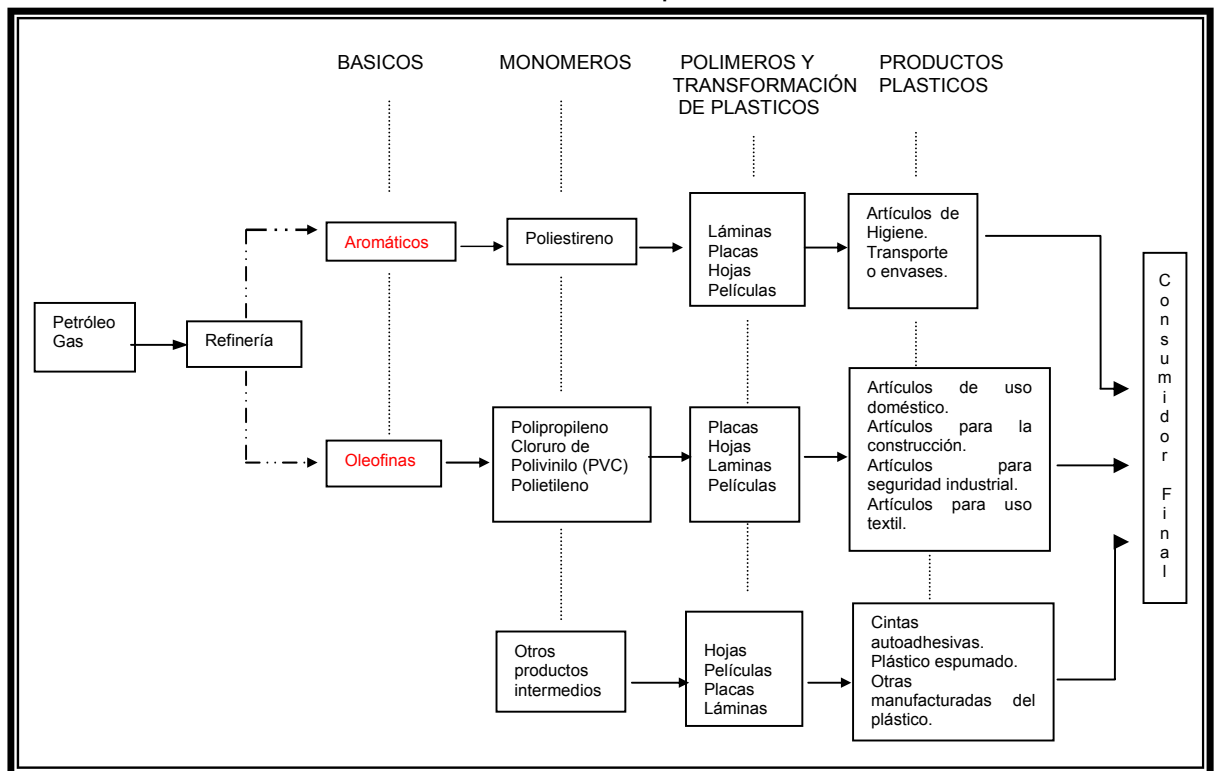 BASICOS
MONOMEROS
POLIMEROS Y
TRANSFORMACIÓN
DE PLASTICOS
PRODUCTOS
PLASTICOS
Petróleo
Gas
Refinería
Aromáticos
Poliestireno
Láminas
Placas
Hojas
Películas
Artículos de
Higiene.
Transporte
o envases.
Oleofinas
Polipropileno
Cloruro de
Polivinilo (PVC)
Polietileno
Placas
Hojas
Laminas
Películas
Artículos de uso
doméstico.
Artículos para la
construcción.
Artículos para
seguridad industrial.
Artículos para uso
textil.
Otros
productos
intermedios
Hojas
Películas
Placas
Láminas
Cintas
autoadhesivas.
Plástico espumado.
Otras
manufacturadas del
plástico.
Consumidor Final